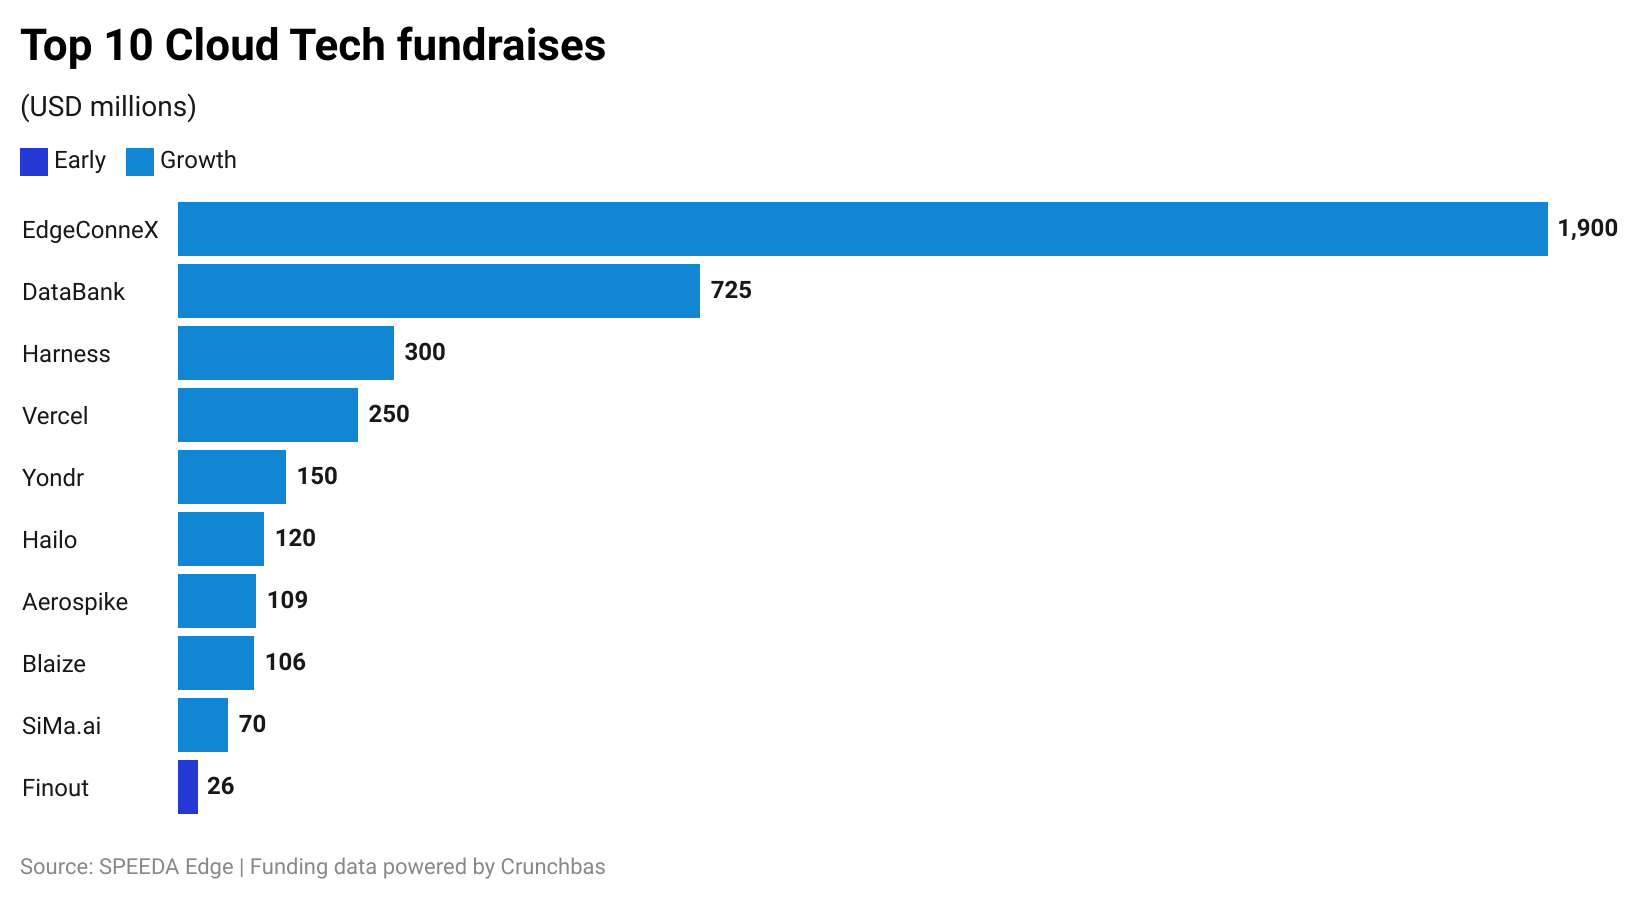 Top 10 Cloud Tech fundraises
(USD millions)
Early Growth
EdgeConneX 1,900
DataBank 725
Harness 300
Vercel 250
Yondr 150
Hailo 120
Aerospike 109
Blaize 106
SiMa.ai 70
Finout 26
Source: SPEEDA Edge | Funding data powered by Crunchbas